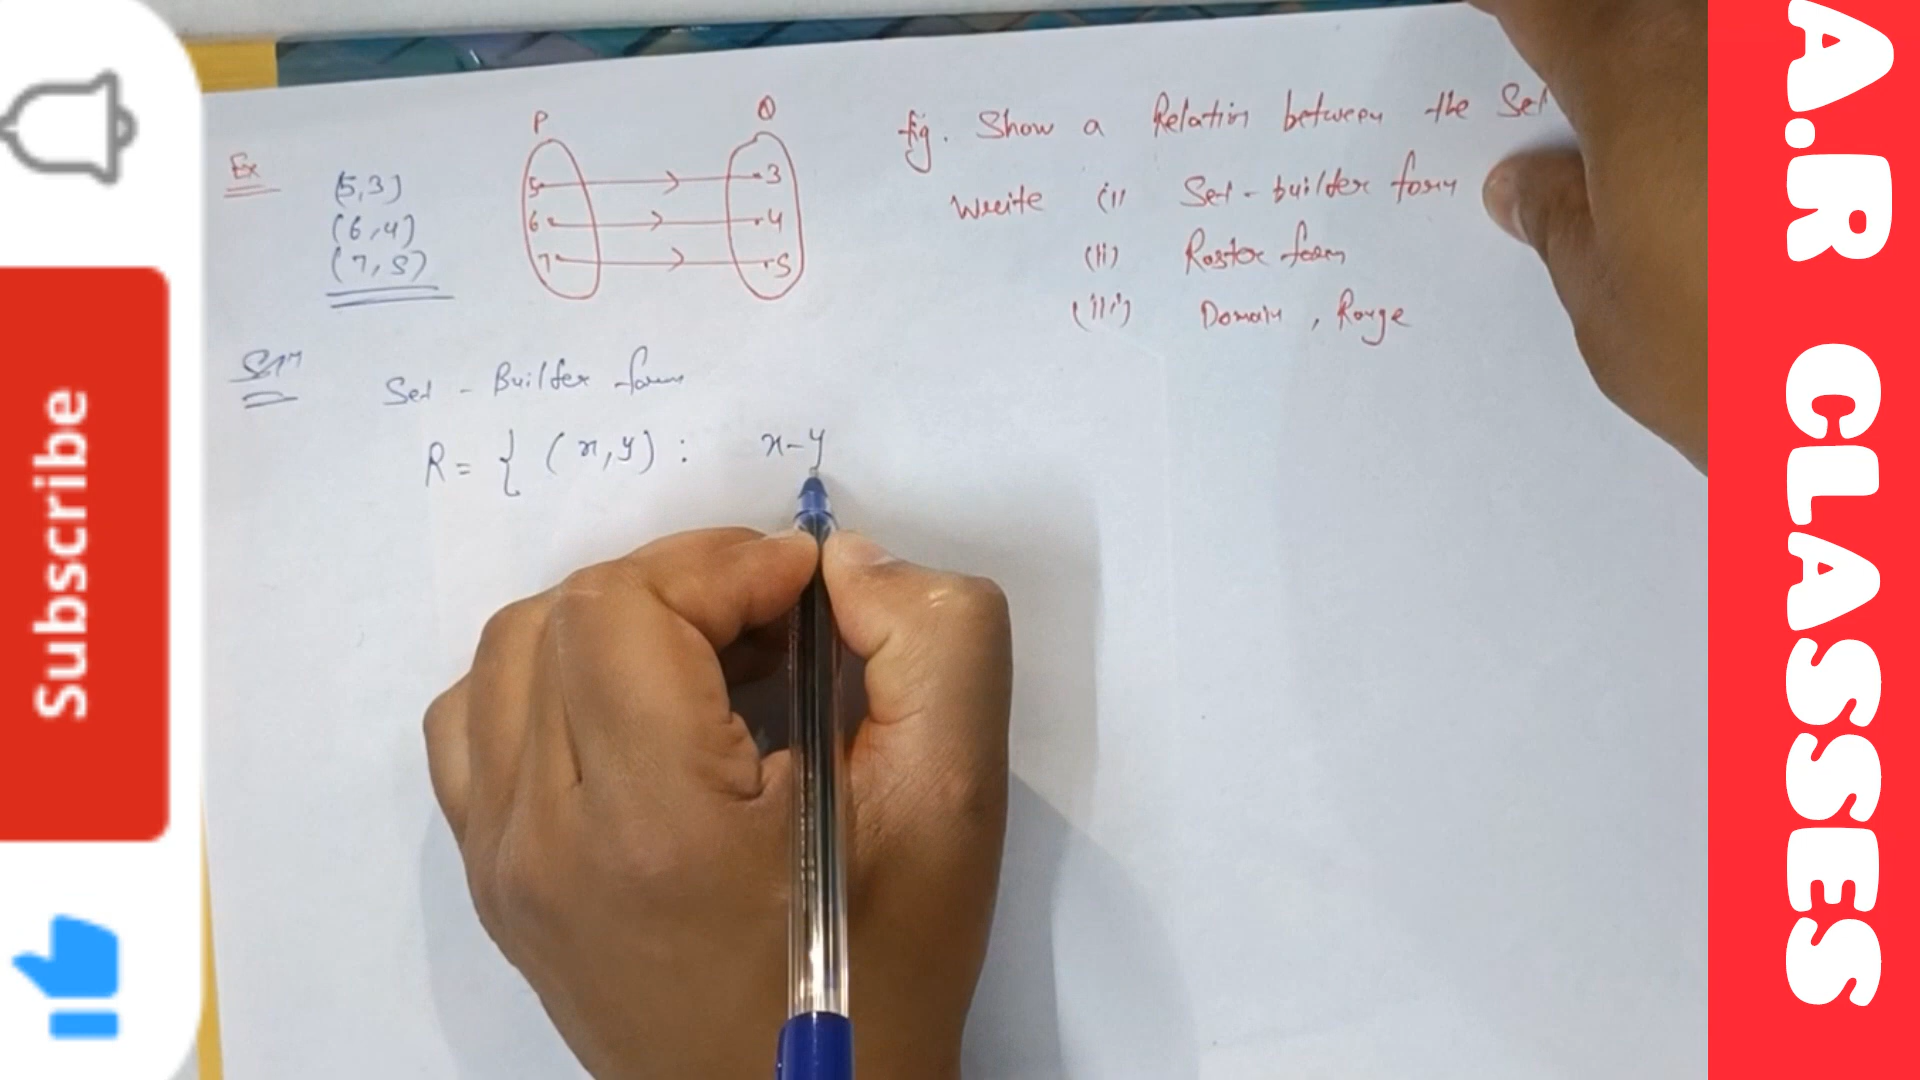 Ex
(5,3)
(6,4)
(7,5)
P
Q
5
6
7
3
4
5
fig. Show a Relation between the Set
Write (i) Set-builder form
(ii) Roster form
(iii) Domain, Range
Soln
Set-Builder form
R = { (x,y) : x-y
Subscribe
A.R CLASSES